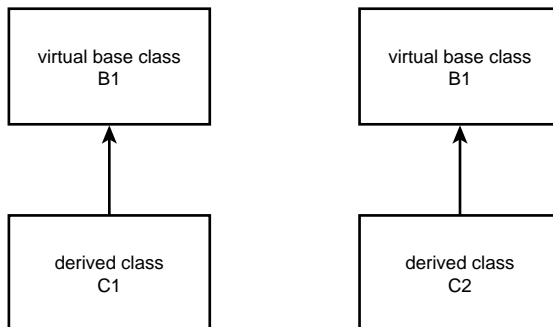 virtual base class
B1
virtual base class
B1
derived class
C1
derived class
C2